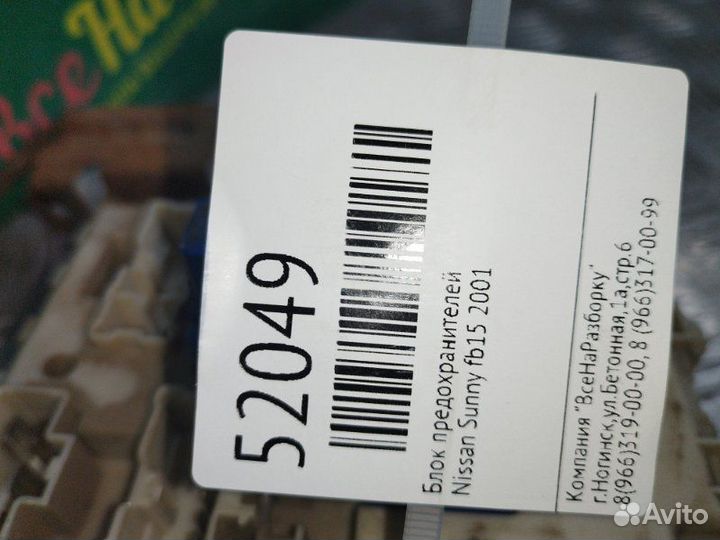 ВсеНа
52049
Блок предохранителей
Nissan Sunny fb15 2001
Компания "ВсеНаРазборку"
г.Ногинск,ул.Бетонная,1а,стр.6
8(966)319-00-00, 8 (966)317-00-99
Avito